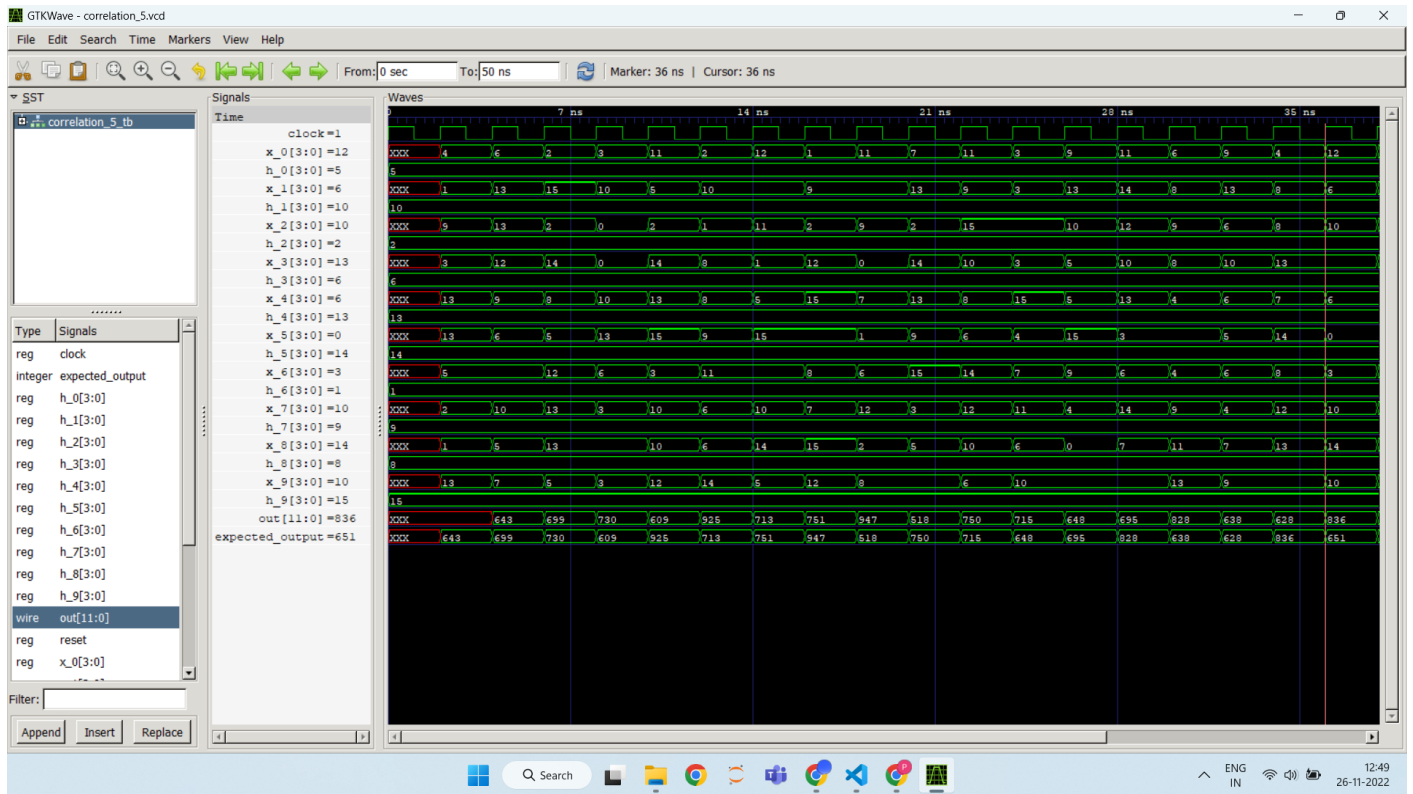 GTKWave - correlation_5.vcd
File Edit Search Time Markers View Help
From: 0 sec To: 50 ns Marker: 36 ns | Cursor: 36 ns
SST
correlation_5_tb
Type Signals
reg clock
integer expected_output
reg h_0[3:0]
reg h_1[3:0]
reg h_2[3:0]
reg h_3[3:0]
reg h_4[3:0]
reg h_5[3:0]
reg h_6[3:0]
reg h_7[3:0]
reg h_8[3:0]
reg h_9[3:0]
wire out[11:0]
reg reset
reg x_0[3:0]
Filter:
Append Insert Replace
Signals
Waves
Time 0 7 ns 14 ns 21 ns 28 ns 35 ns
clock=1
x_0[3:0] =12 XXX 4 6 2 3 11 2 12 1 11 7 11 3 9 11 6 9 4 12
h_0[3:0] =5 5
x_1[3:0] =6 XXX 1 13 15 10 5 10 9 13 9 3 13 14 8 13 8 6
h_1[3:0] =10 10
x_2[3:0] =10 XXX 9 13 2 0 2 1 11 2 9 2 15 10 12 9 6 8 10
h_2[3:0] =2 2
x_3[3:0] =13 XXX 3 12 14 0 14 8 1 12 0 14 10 3 5 10 8 10 13
h_3[3:0] =6 6
x_4[3:0] =6 XXX 13 9 8 10 13 8 5 15 7 13 8 15 5 13 4 6 7 6
h_4[3:0] =13 13
x_5[3:0] =0 XXX 13 6 5 13 15 9 15 1 9 6 4 15 3 5 14 0
h_5[3:0] =14 14
x_6[3:0] =3 XXX 5 12 6 3 11 8 6 15 14 7 9 6 4 6 8 3
h_6[3:0] =1 1
x_7[3:0] =10 XXX 2 10 13 3 10 6 10 7 12 3 12 11 4 14 9 4 12 10
h_7[3:0] =9 9
x_8[3:0] =14 XXX 1 5 13 10 6 14 15 2 5 10 6 0 7 11 7 13 14
h_8[3:0] =8 8
x_9[3:0] =10 XXX 13 7 5 3 12 14 5 12 8 6 10 13 9 10
h_9[3:0] =15 15
out[11:0] =836 XXX 643 699 730 609 925 713 751 947 518 750 715 648 695 828 638 628 836
expected_output =651 XXX 643 699 730 609 925 713 751 947 518 750 715 648 695 828 638 628 836 651
Search
ENG
IN
12:49
26-11-2022